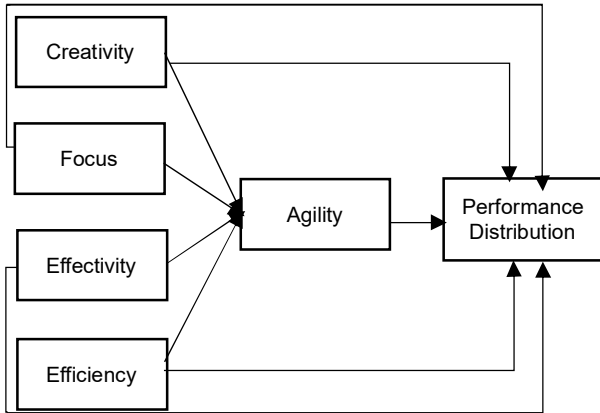 Creativity
Focus
Effectivity
Efficiency
Agility
Performance
Distribution